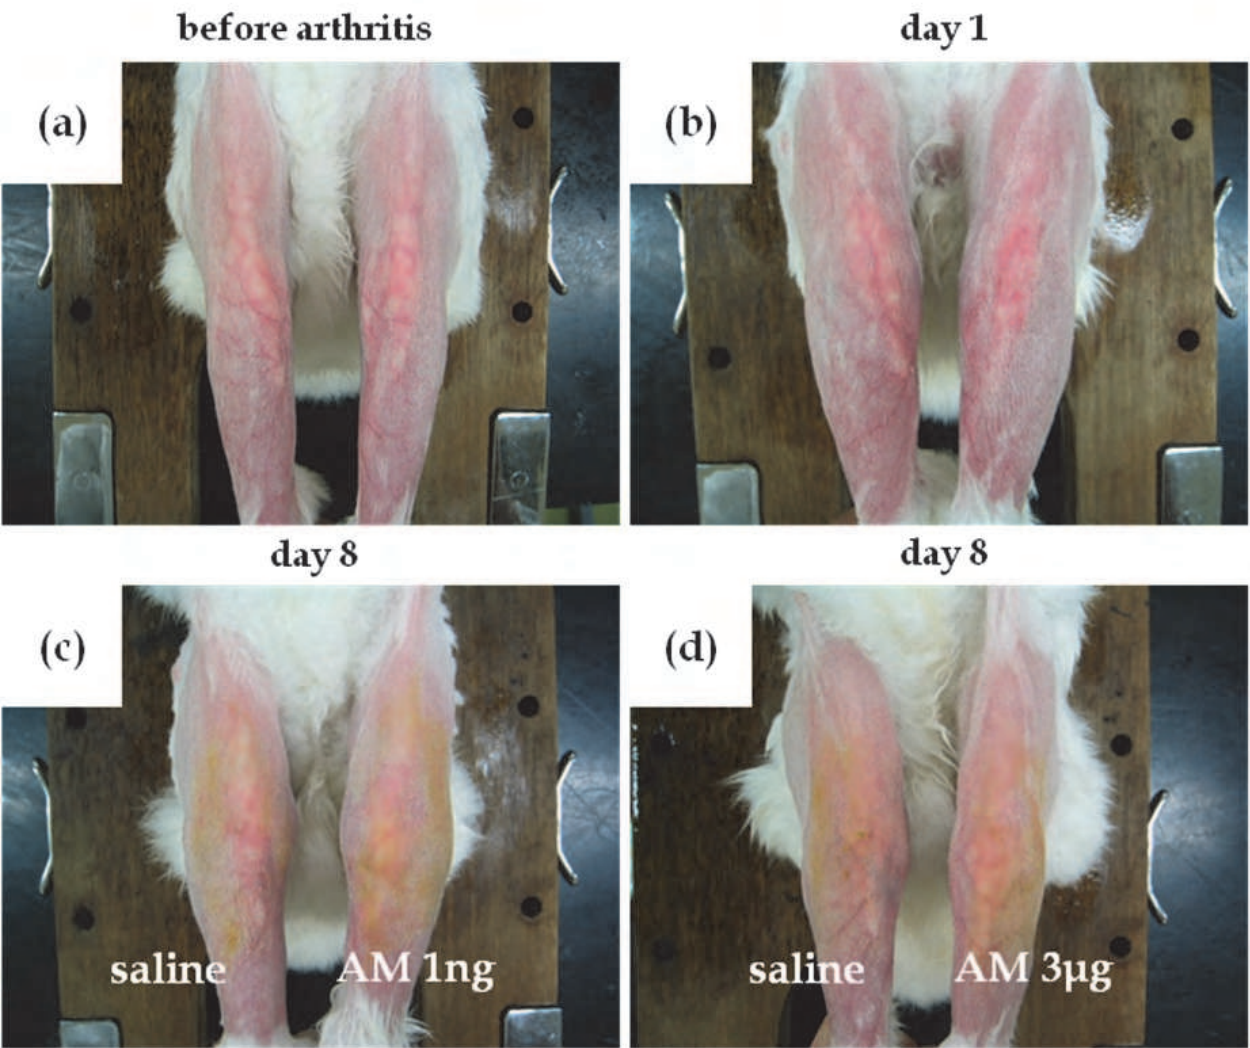 before arthritis
day 1
(a)
(b)
day 8
day 8
(c)
(d)
saline
AM 1ng
saline
AM 3μg